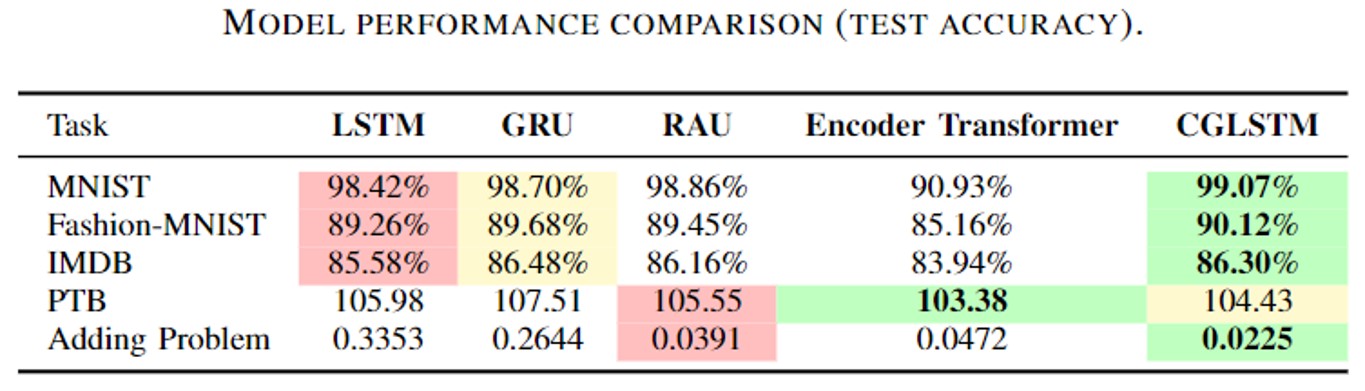 MODEL PERFORMANCE COMPARISON (TEST ACCURACY).
Task LSTM GRU RAU Encoder Transformer CGLSTM
MNIST 98.42% 98.70% 98.86% 90.93% 99.07%
Fashion-MNIST 89.26% 89.68% 89.45% 85.16% 90.12%
IMDB 85.58% 86.48% 86.16% 83.94% 86.30%
PTB 105.98 107.51 105.55 103.38 104.43
Adding Problem 0.3353 0.2644 0.0391 0.0472 0.0225